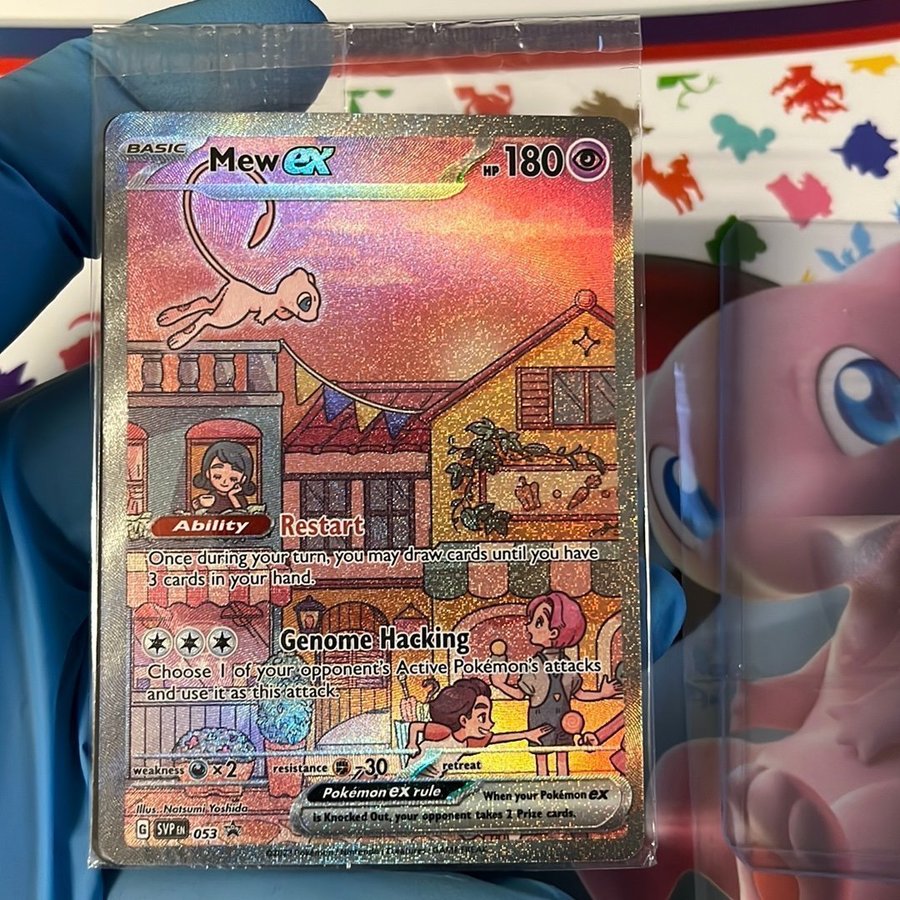 BASIC Mew ex HP 180
Ability Restart
Once during your turn, you may draw cards until you have
3 cards in your hand.
Genome Hacking
Choose 1 of your opponent's Active Pokémon's attacks
and use it as this attack.
weakness ×2 resistance -30 retreat
Pokémon ex rule When your Pokémon ex
is Knocked Out, your opponent takes 2 Prize cards.
Illus. Natsumi Yoshida
G SVP EN 053